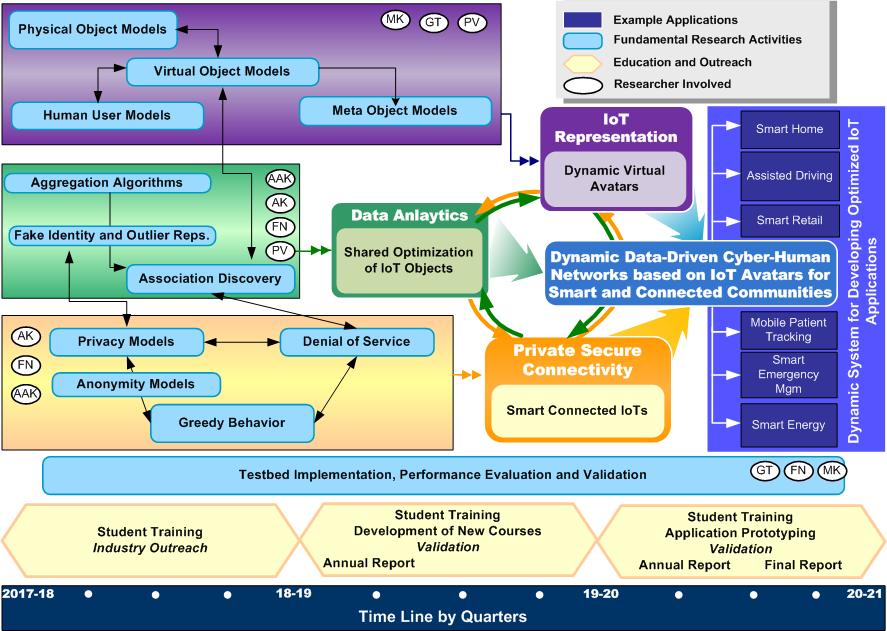 Physical Object Models
MK
GT
PV
Virtual Object Models
Human User Models
Meta Object Models
Example Applications
Fundamental Research Activities
Education and Outreach
Researcher Involved
Aggregation Algorithms
Fake Identity and Outlier Reps.
Association Discovery
AAK
AK
FN
PV
Data Anlaytics
Shared Optimization
of IoT Objects
IoT
Representation
Dynamic Virtual
Avatars
Dynamic Data-Driven Cyber-Human
Networks based on IoT Avatars for
Smart and Connected Communities
Private Secure
Connectivity
Smart Connected IoTs
Smart Home
Assisted Driving
Smart Retail
Mobile Patient
Tracking
Smart
Emergency
Mgm
Smart Energy
Dynamic System for Developing Optimized IoT
Applications
AK
FN
AAK
Privacy Models
Denial of Service
Anonymity Models
Greedy Behavior
Testbed Implementation, Performance Evaluation and Validation
GT
FN
MK
Student Training
Industry Outreach
Student Training
Development of New Courses
Validation
Annual Report
Student Training
Application Prototyping
Validation
Annual Report
Final Report
2017-18
18-19
19-20
20-21
Time Line by Quarters